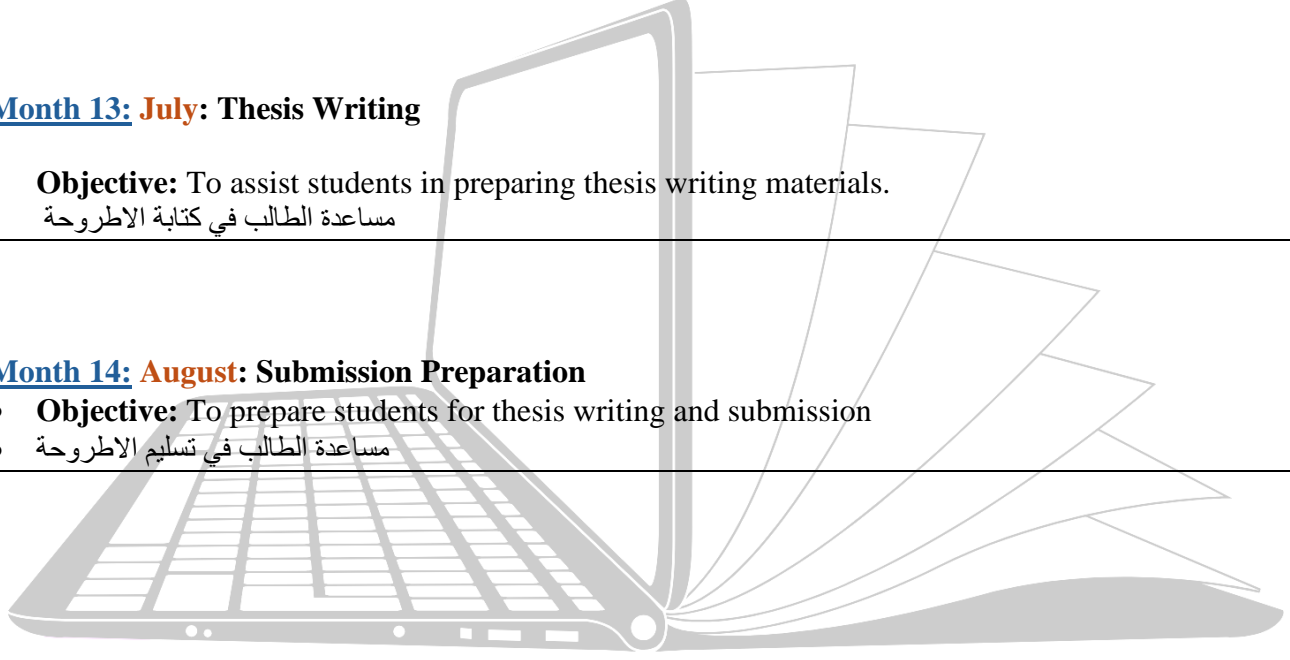 Month 13: July: Thesis Writing
Objective: To assist students in preparing thesis writing materials.
مساعدة الطالب في كتابة الاطروحة
Month 14: August: Submission Preparation
• Objective: To prepare students for thesis writing and submission
• مساعدة الطالب في تسليم الاطروحة